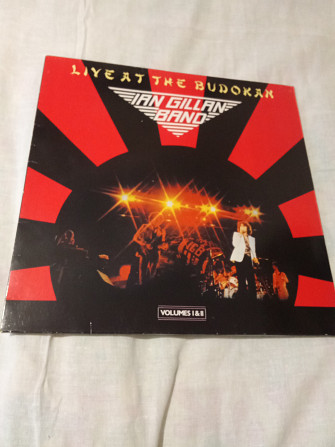 LIVE AT THE BUDOKAN
IAN GILLAN
BAND
VOLUMES I & II